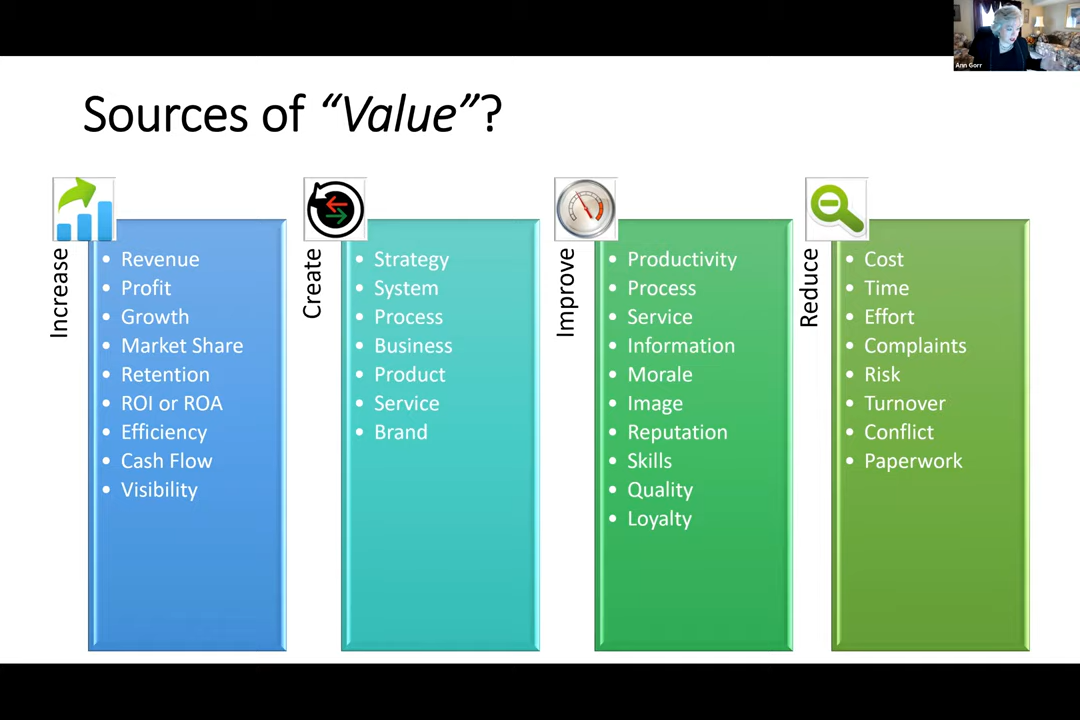 Ann Gorr
Sources of “Value”?
Increase
• Revenue
• Profit
• Growth
• Market Share
• Retention
• ROI or ROA
• Efficiency
• Cash Flow
• Visibility
Create
• Strategy
• System
• Process
• Business
• Product
• Service
• Brand
Improve
• Productivity
• Process
• Service
• Information
• Morale
• Image
• Reputation
• Skills
• Quality
• Loyalty
Reduce
• Cost
• Time
• Effort
• Complaints
• Risk
• Turnover
• Conflict
• Paperwork